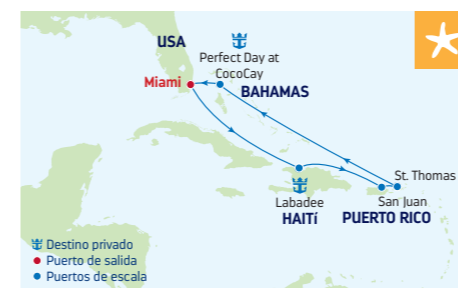 USA
Perfect Day at
CocoCay
Miami
BAHAMAS
St. Thomas
Labadee
San Juan
HAITÍ
PUERTO RICO
Destino privado
Puerto de salida
Puertos de escala